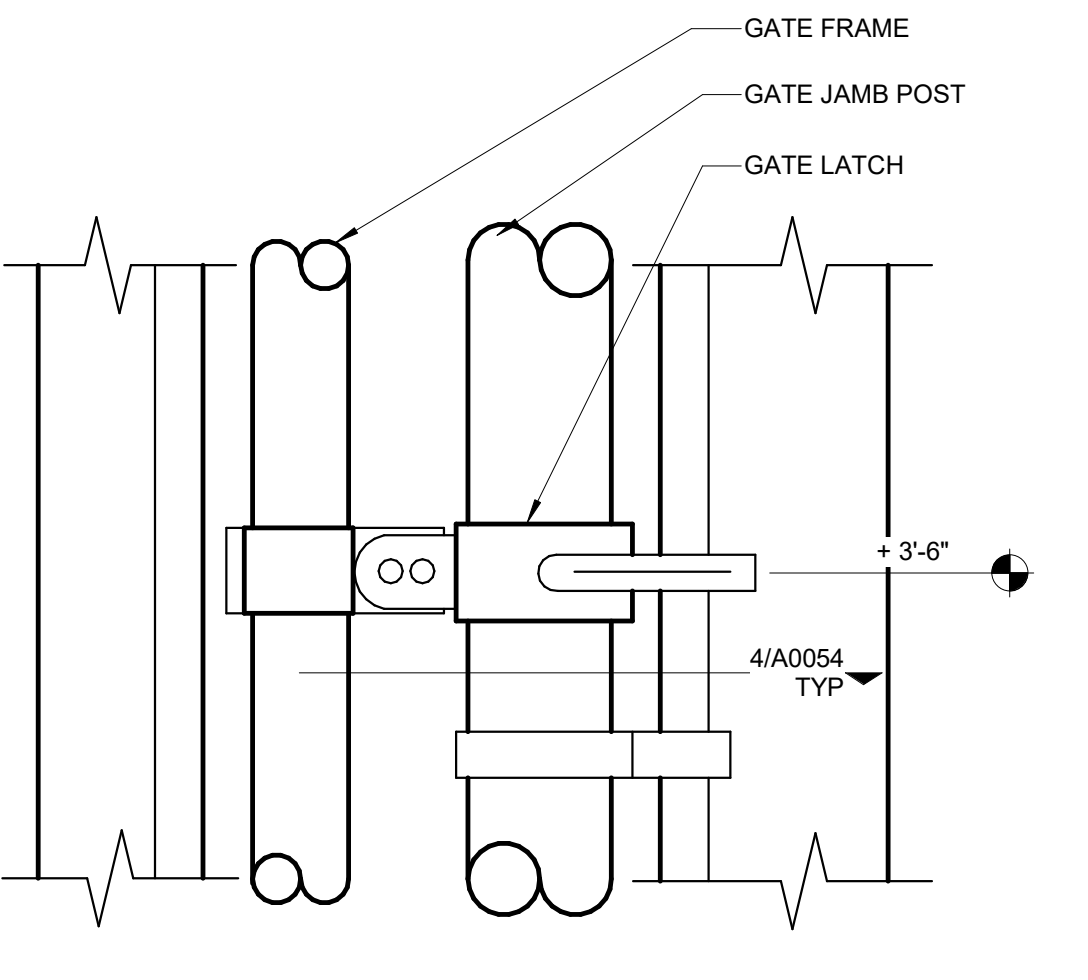 GATE FRAME
GATE JAMB POST
GATE LATCH
+ 3'-6"
4/A0054
TYP